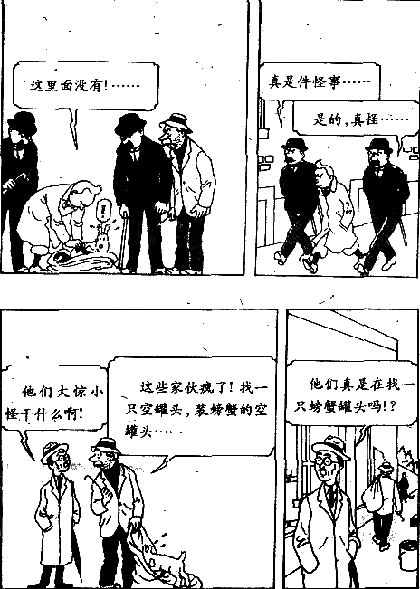 这里面没有!……
真是件怪事……
是的,真怪……
他们大惊小
怪干什么啊!
这些家伙疯了!找一
只空罐头,装螃蟹的空
罐头……
他们真是在找一
只螃蟹罐头吗!?